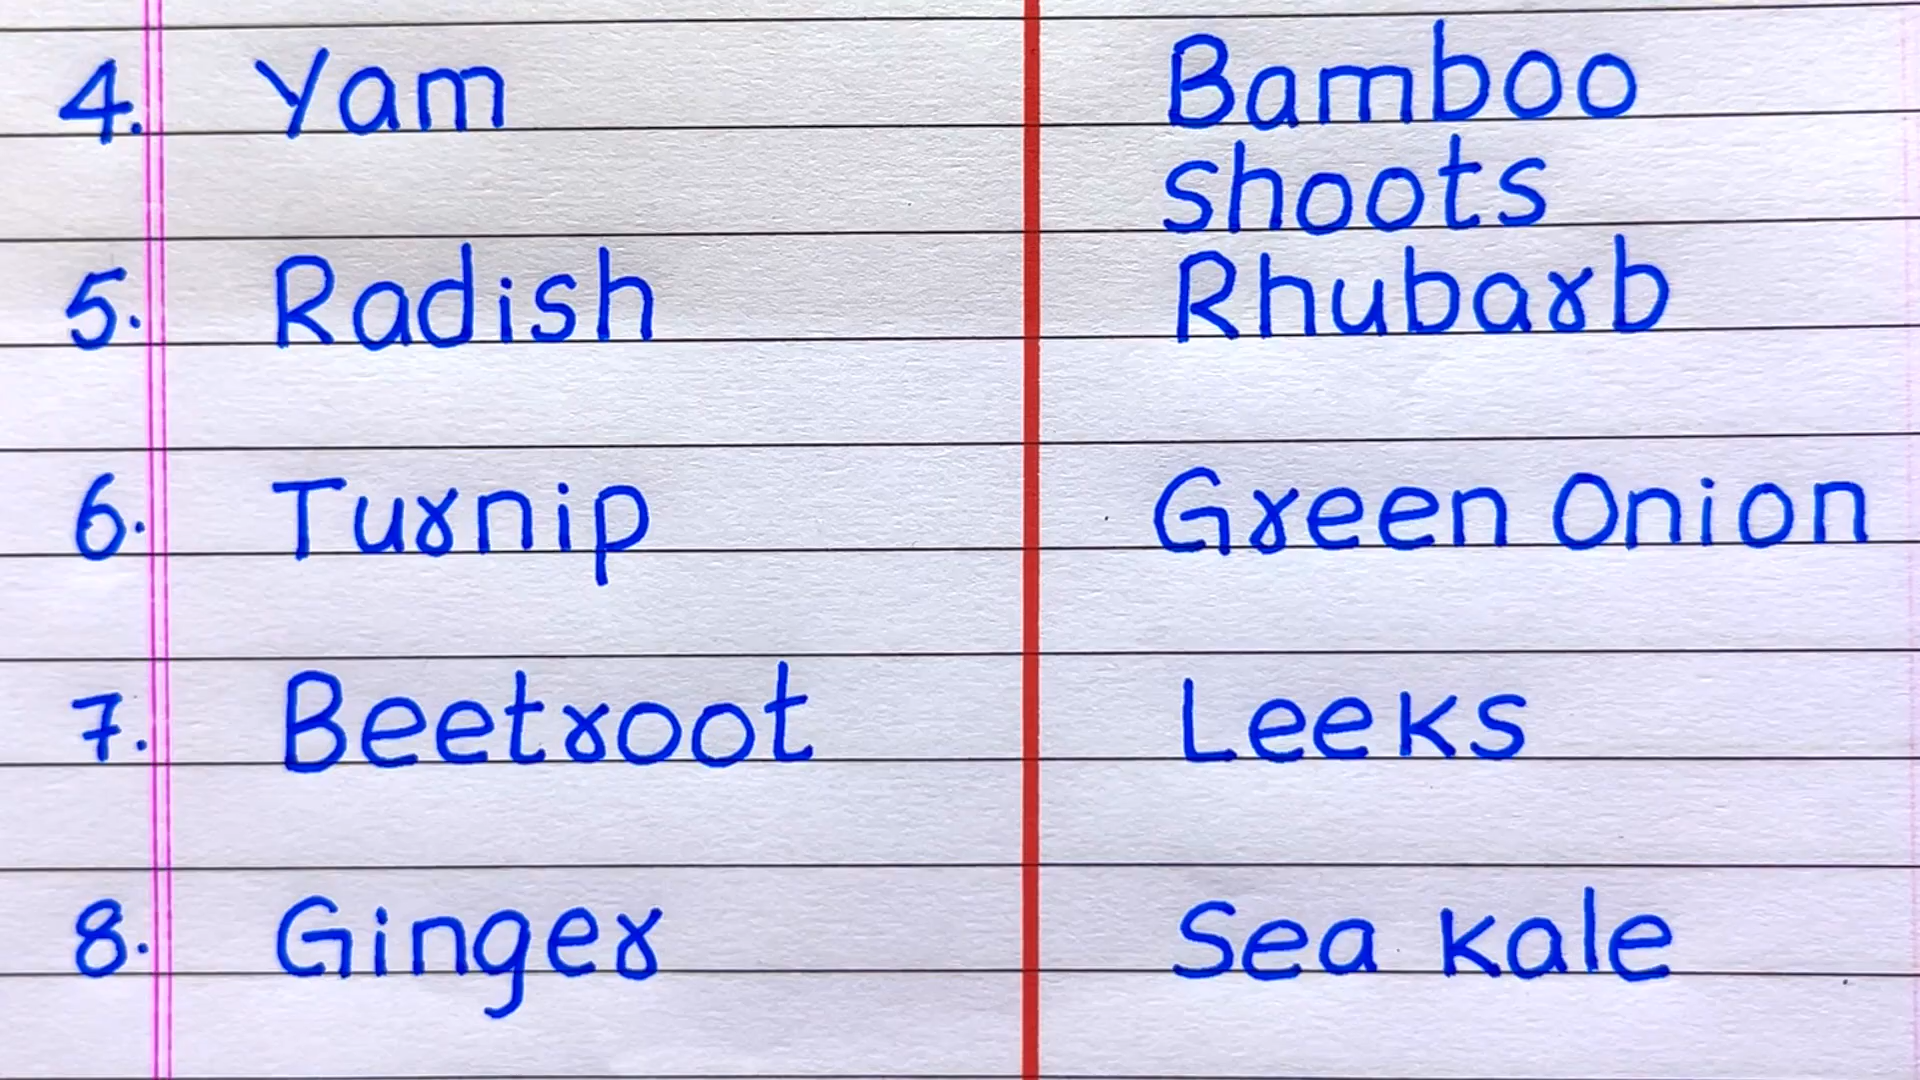 4. Yam Bamboo
shoots
5. Radish Rhubarb
6. Turnip Green Onion
7. Beetroot Leeks
8. Ginger Sea kale